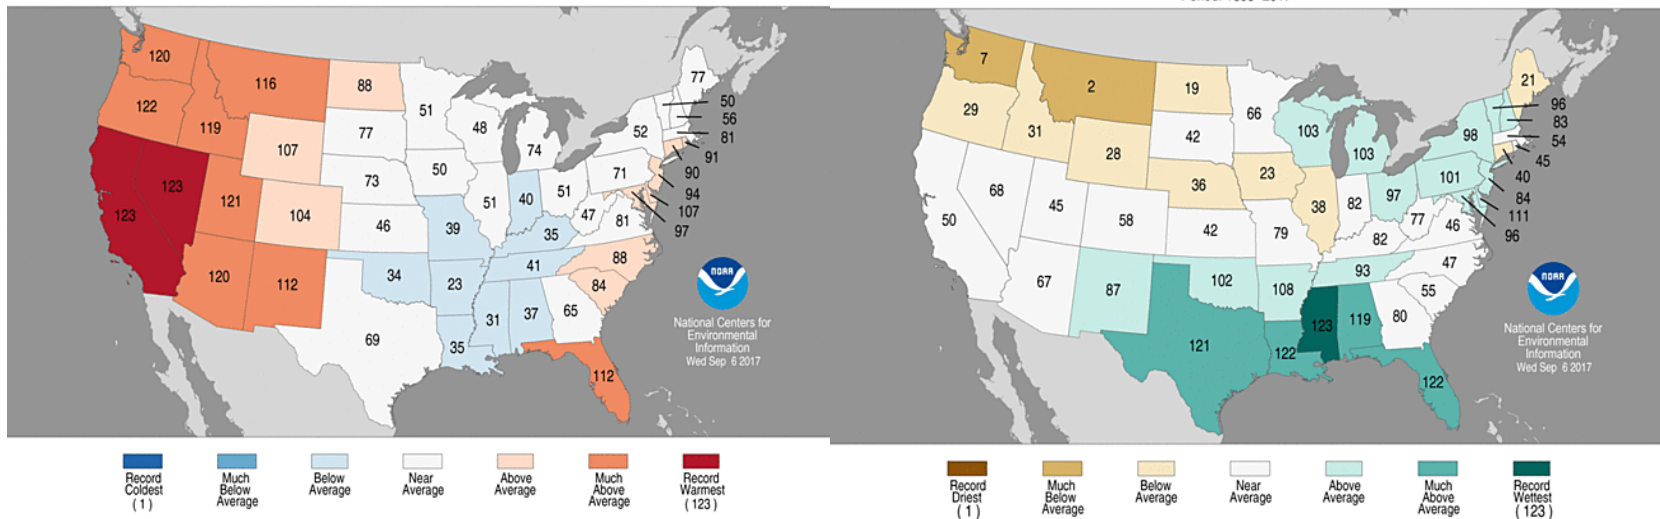 120
116
88
51
77
122
119
107
77
48
74
52
50
56
81
91
90
94
107
97
123
123
121
104
73
50
51
40
51
71
47
81
46
39
35
120
112
34
23
41
88
84
69
35
31
37
65
112
NOAA
National Centers for
Environmental
Information
Wed Sep 6 2017
Record
Coldest
(1)
Much
Below
Average
Below
Average
Near
Average
Above
Average
Much
Above
Average
Record
Warmest
(123)
7
2
19
66
21
29
31
28
42
103
103
98
96
83
54
45
40
84
111
96
50
68
45
58
36
23
38
82
97
101
77
46
42
79
82
67
87
102
108
93
47
55
121
122
123
119
80
122
NOAA
National Centers for
Environmental
Information
Wed Sep 6 2017
Record
Driest
(1)
Much
Below
Average
Below
Average
Near
Average
Above
Average
Much
Above
Average
Record
Wettest
(123)